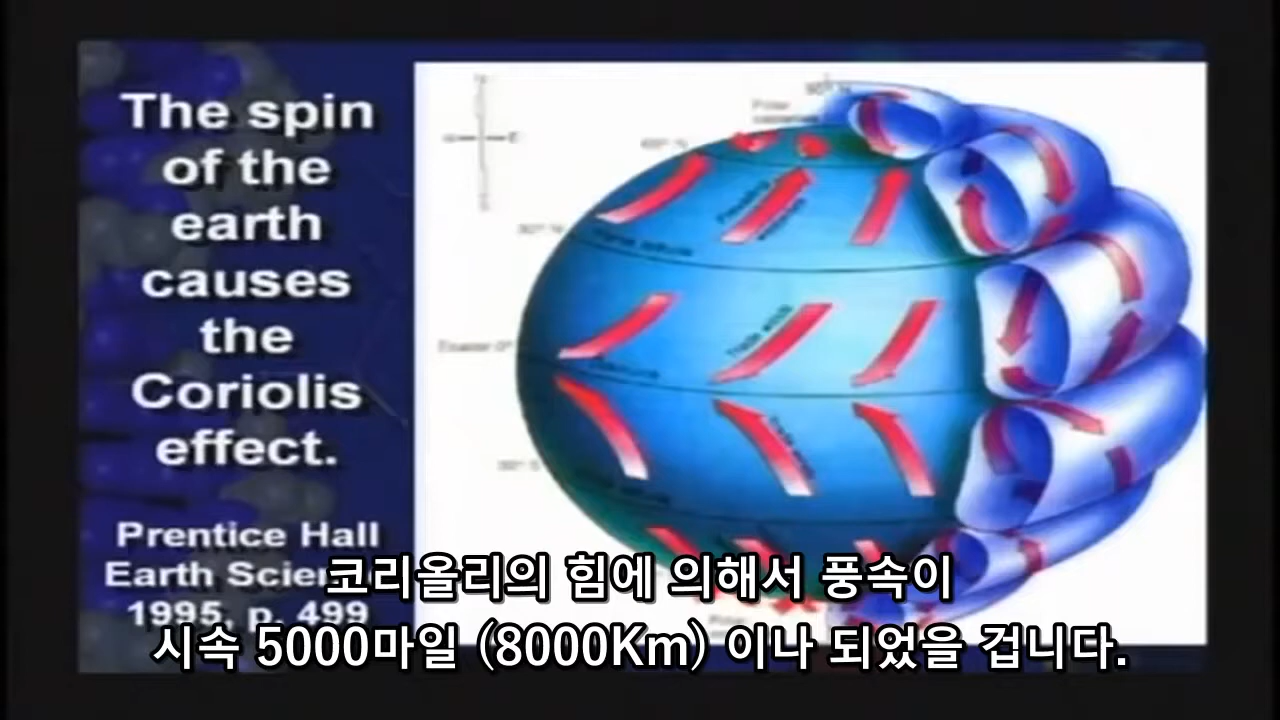 The spin
of the
earth
causes
the
Coriolis
effect.
Prentice Hall
Earth Scien
1995, p. 499
코리올리의 힘에 의해서 풍속이
시속 5000마일 (8000Km) 이나 되었을 겁니다.